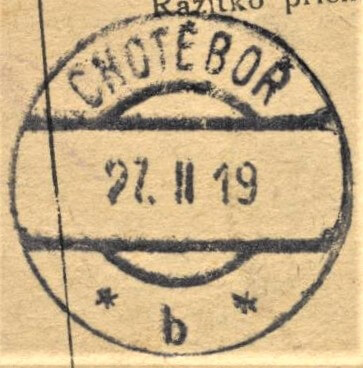 Razítko
CHOTĚBOŘ
27. II 19
* *
b